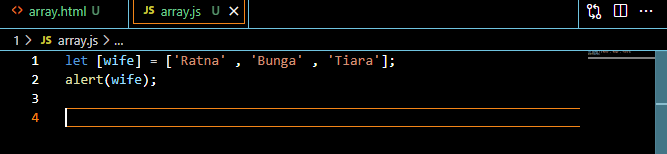 <> array.html U JS array.js U ×
1 > JS array.js > ...
1 let [wife] = ['Ratna' , 'Bunga' , 'Tiara'];
2 alert(wife);
3
4